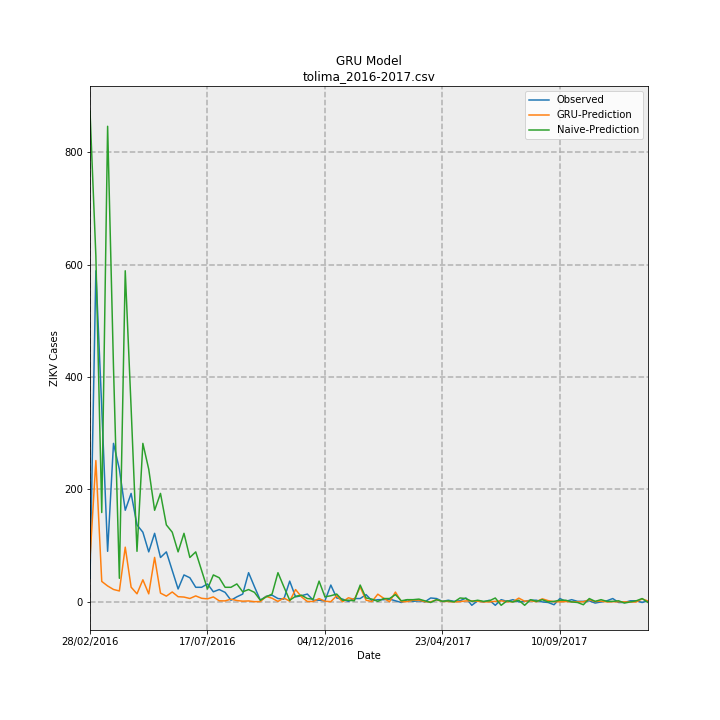 GRU Model
tolima_2016-2017.csv
Observed
GRU-Prediction
Naive-Prediction
800
600
400
200
0
ZIKV Cases
28/02/2016
17/07/2016
04/12/2016
23/04/2017
10/09/2017
Date